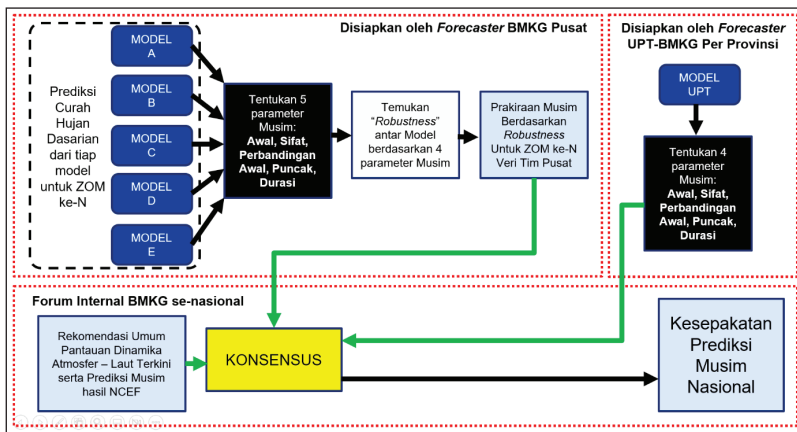 Disiapkan oleh Forecaster BMKG Pusat
MODEL
A
MODEL
B
MODEL
C
MODEL
D
MODEL
E
Prediksi
Curah
Hujan
Dasarian
dari tiap
model
untuk ZOM
ke-N
Tentukan 5
parameter
Musim:
Awal, Sifat,
Perbandingan
Awal, Puncak,
Durasi
Temukan
“Robustness”
antar Model
berdasarkan 4
parameter Musim
Prakiraan Musim
Berdasarkan
Robustness
Untuk ZOM ke-N
Veri Tim Pusat
Disiapkan oleh Forecaster
UPT-BMKG Per Provinsi
MODEL
UPT
Tentukan 4
parameter
Musim:
Awal, Sifat,
Perbandingan
Awal, Puncak,
Durasi
Forum Internal BMKG se-nasional
Rekomendasi Umum
Pantauan Dinamika
Atmosfer – Laut Terkini
serta Prediksi Musim
hasil NCEF
KONSENSUS
Kesepakatan
Prediksi
Musim
Nasional